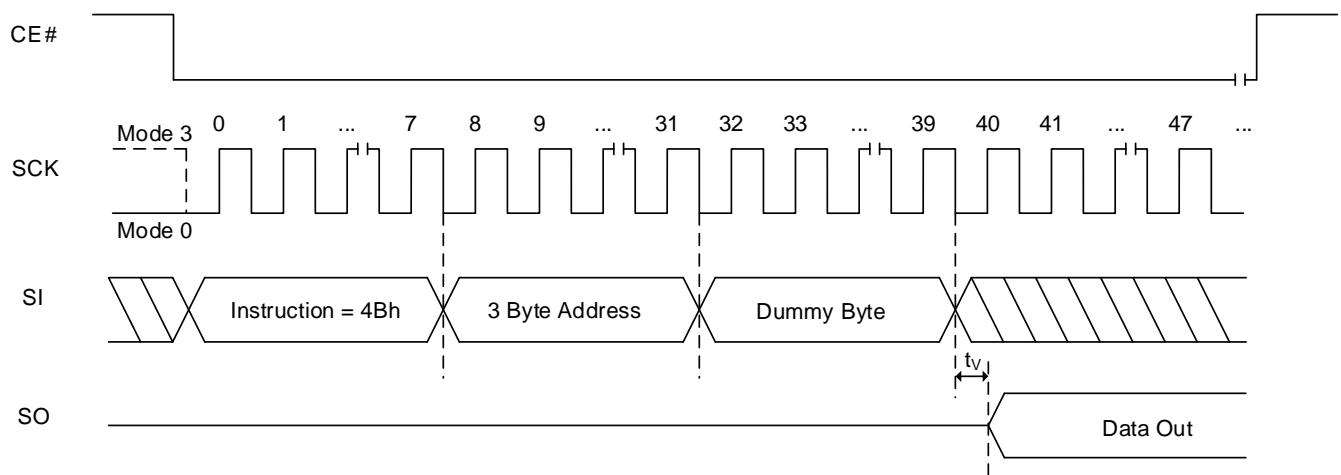 CE#
Mode 3 0 1 ... 7 8 9 ... 31 32 33 ... 39 40 41 ... 47 ...
SCK
Mode 0
SI Instruction = 4Bh 3 Byte Address Dummy Byte
tV
SO Data Out